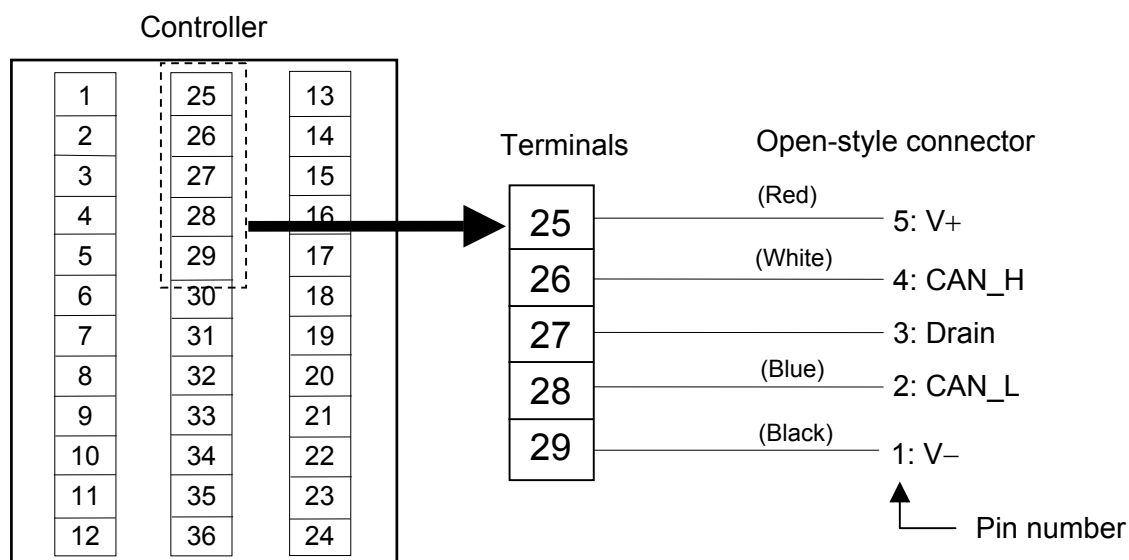 Controller
1 25 13
2 26 14
3 27 15
4 28 16
5 29 17
6 30 18
7 31 19
8 32 20
9 33 21
10 34 22
11 35 23
12 36 24
Terminals Open-style connector
25 (Red) 5: V+
26 (White) 4: CAN_H
27 3: Drain
28 (Blue) 2: CAN_L
29 (Black) 1: V−
Pin number